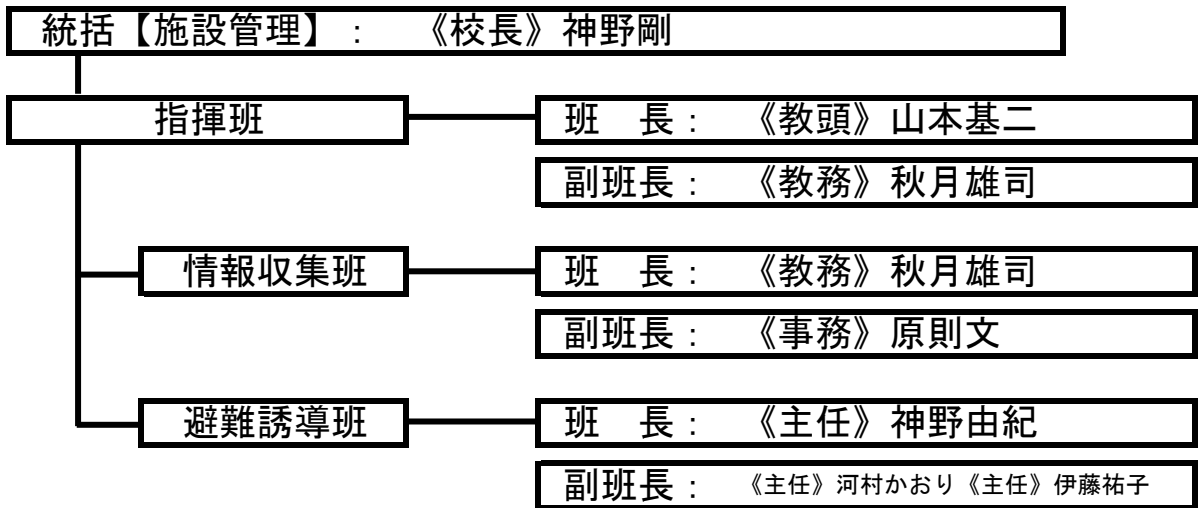 統括【施設管理】： 《校長》神野剛
指揮班
班　長： 《教頭》山本基二
副班長： 《教務》秋月雄司
情報収集班
班　長： 《教務》秋月雄司
副班長： 《事務》原則文
避難誘導班
班　長： 《主任》神野由紀
副班長： 《主任》河村かおり《主任》伊藤祐子